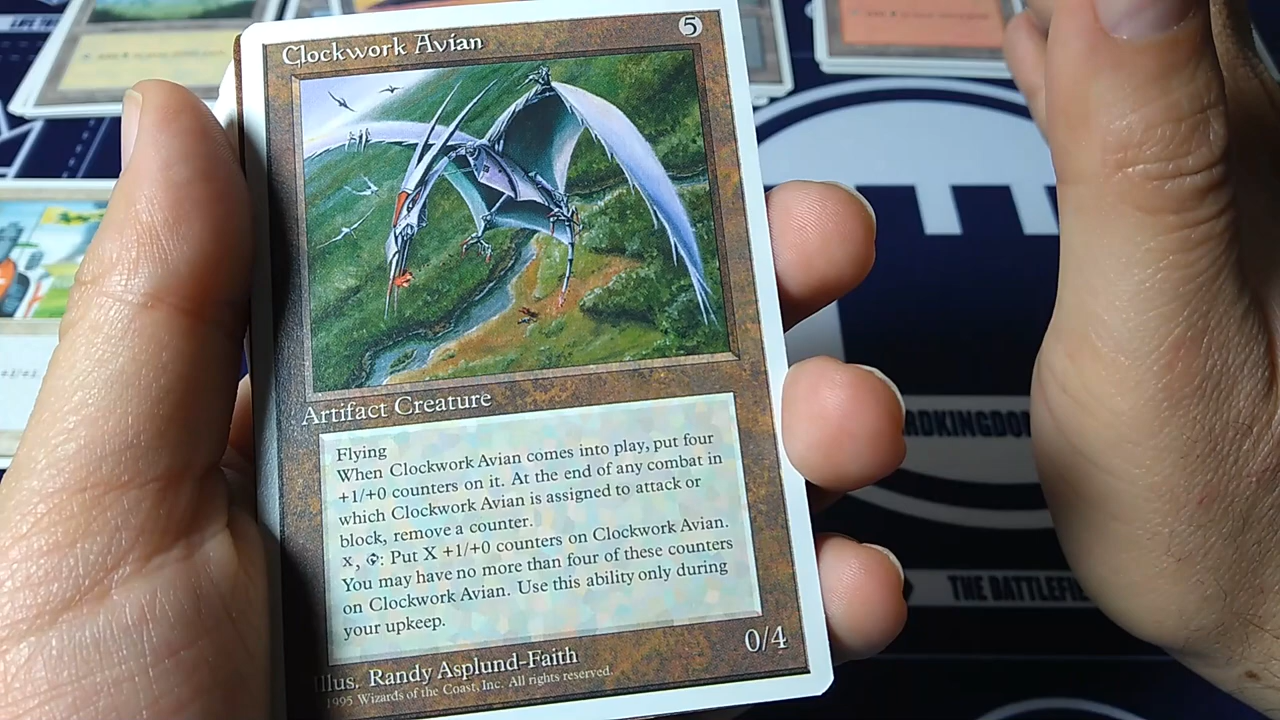 Clockwork Avian
5
Artifact Creature
Flying
When Clockwork Avian comes into play, put four
+1/+0 counters on it. At the end of any combat in
which Clockwork Avian is assigned to attack or
block, remove a counter.
X, : Put X +1/+0 counters on Clockwork Avian.
You may have no more than four of these counters
on Clockwork Avian. Use this ability only during
your upkeep.
0/4
Illus. Randy Asplund-Faith
1995 Wizards of the Coast, Inc. All rights reserved.
RDKINGDO
THE BATTLEFIE